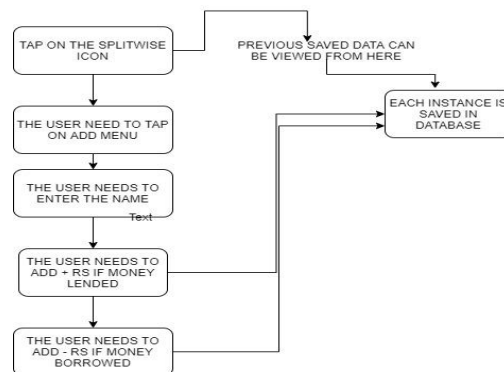 TAP ON THE SPLITWISE
ICON
PREVIOUS SAVED DATA CAN
BE VIEWED FROM HERE
EACH INSTANCE IS
SAVED IN
DATABASE
THE USER NEED TO TAP
ON ADD MENU
THE USER NEEDS TO
ENTER THE NAME
Text
THE USER NEEDS TO
ADD + RS IF MONEY
LENDED
THE USER NEEDS TO
ADD - RS IF MONEY
BORROWED